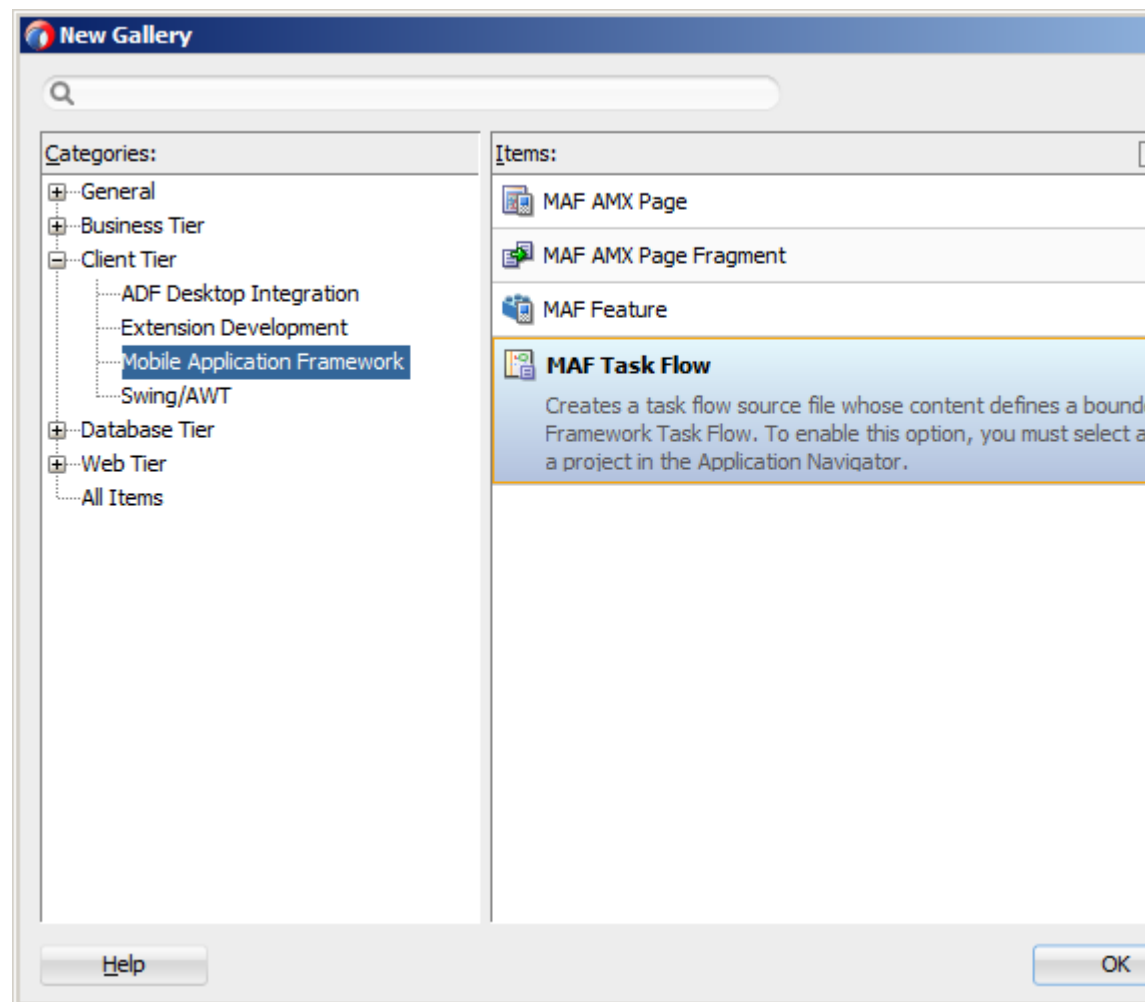 New Gallery
Categories:
General
Business Tier
Client Tier
ADF Desktop Integration
Extension Development
Mobile Application Framework
Swing/AWT
Database Tier
Web Tier
All Items
Items:
MAF AMX Page
MAF AMX Page Fragment
MAF Feature
MAF Task Flow
Creates a task flow source file whose content defines a
Framework Task Flow. To enable this option, you must select a
a project in the Application Navigator.
Help
OK